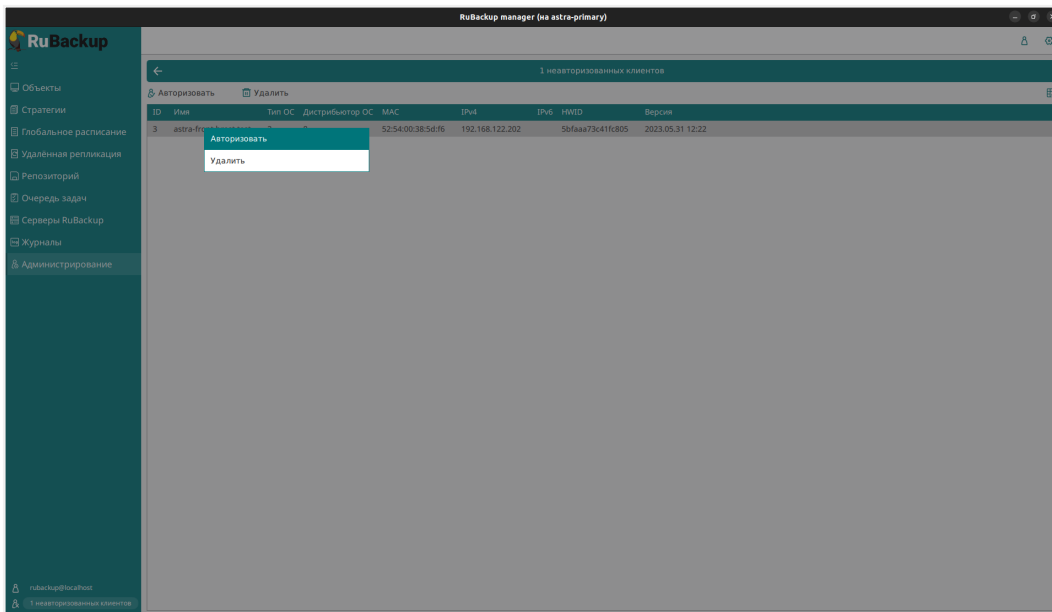 RuBackup manager (на astra-primary)
RuBackup
1 неавторизованных клиентов
Объекты
Стратегии
Глобальное расписание
Удалённая репликация
Репозиторий
Очередь задач
Серверы RuBackup
Журналы
Администрирование
Авторизовать Удалить
ID Имя Тип ОС Дистрибьютор ОС MAC IPv4 IPv6 HWID Версия
3 52:54:00:38:5d:f6 192.168.122.202 5bfaaa73c41fc805 2023.05.31 12:22
Авторизовать
Удалить
rubackup@localhost
1 неавторизованных клиентов